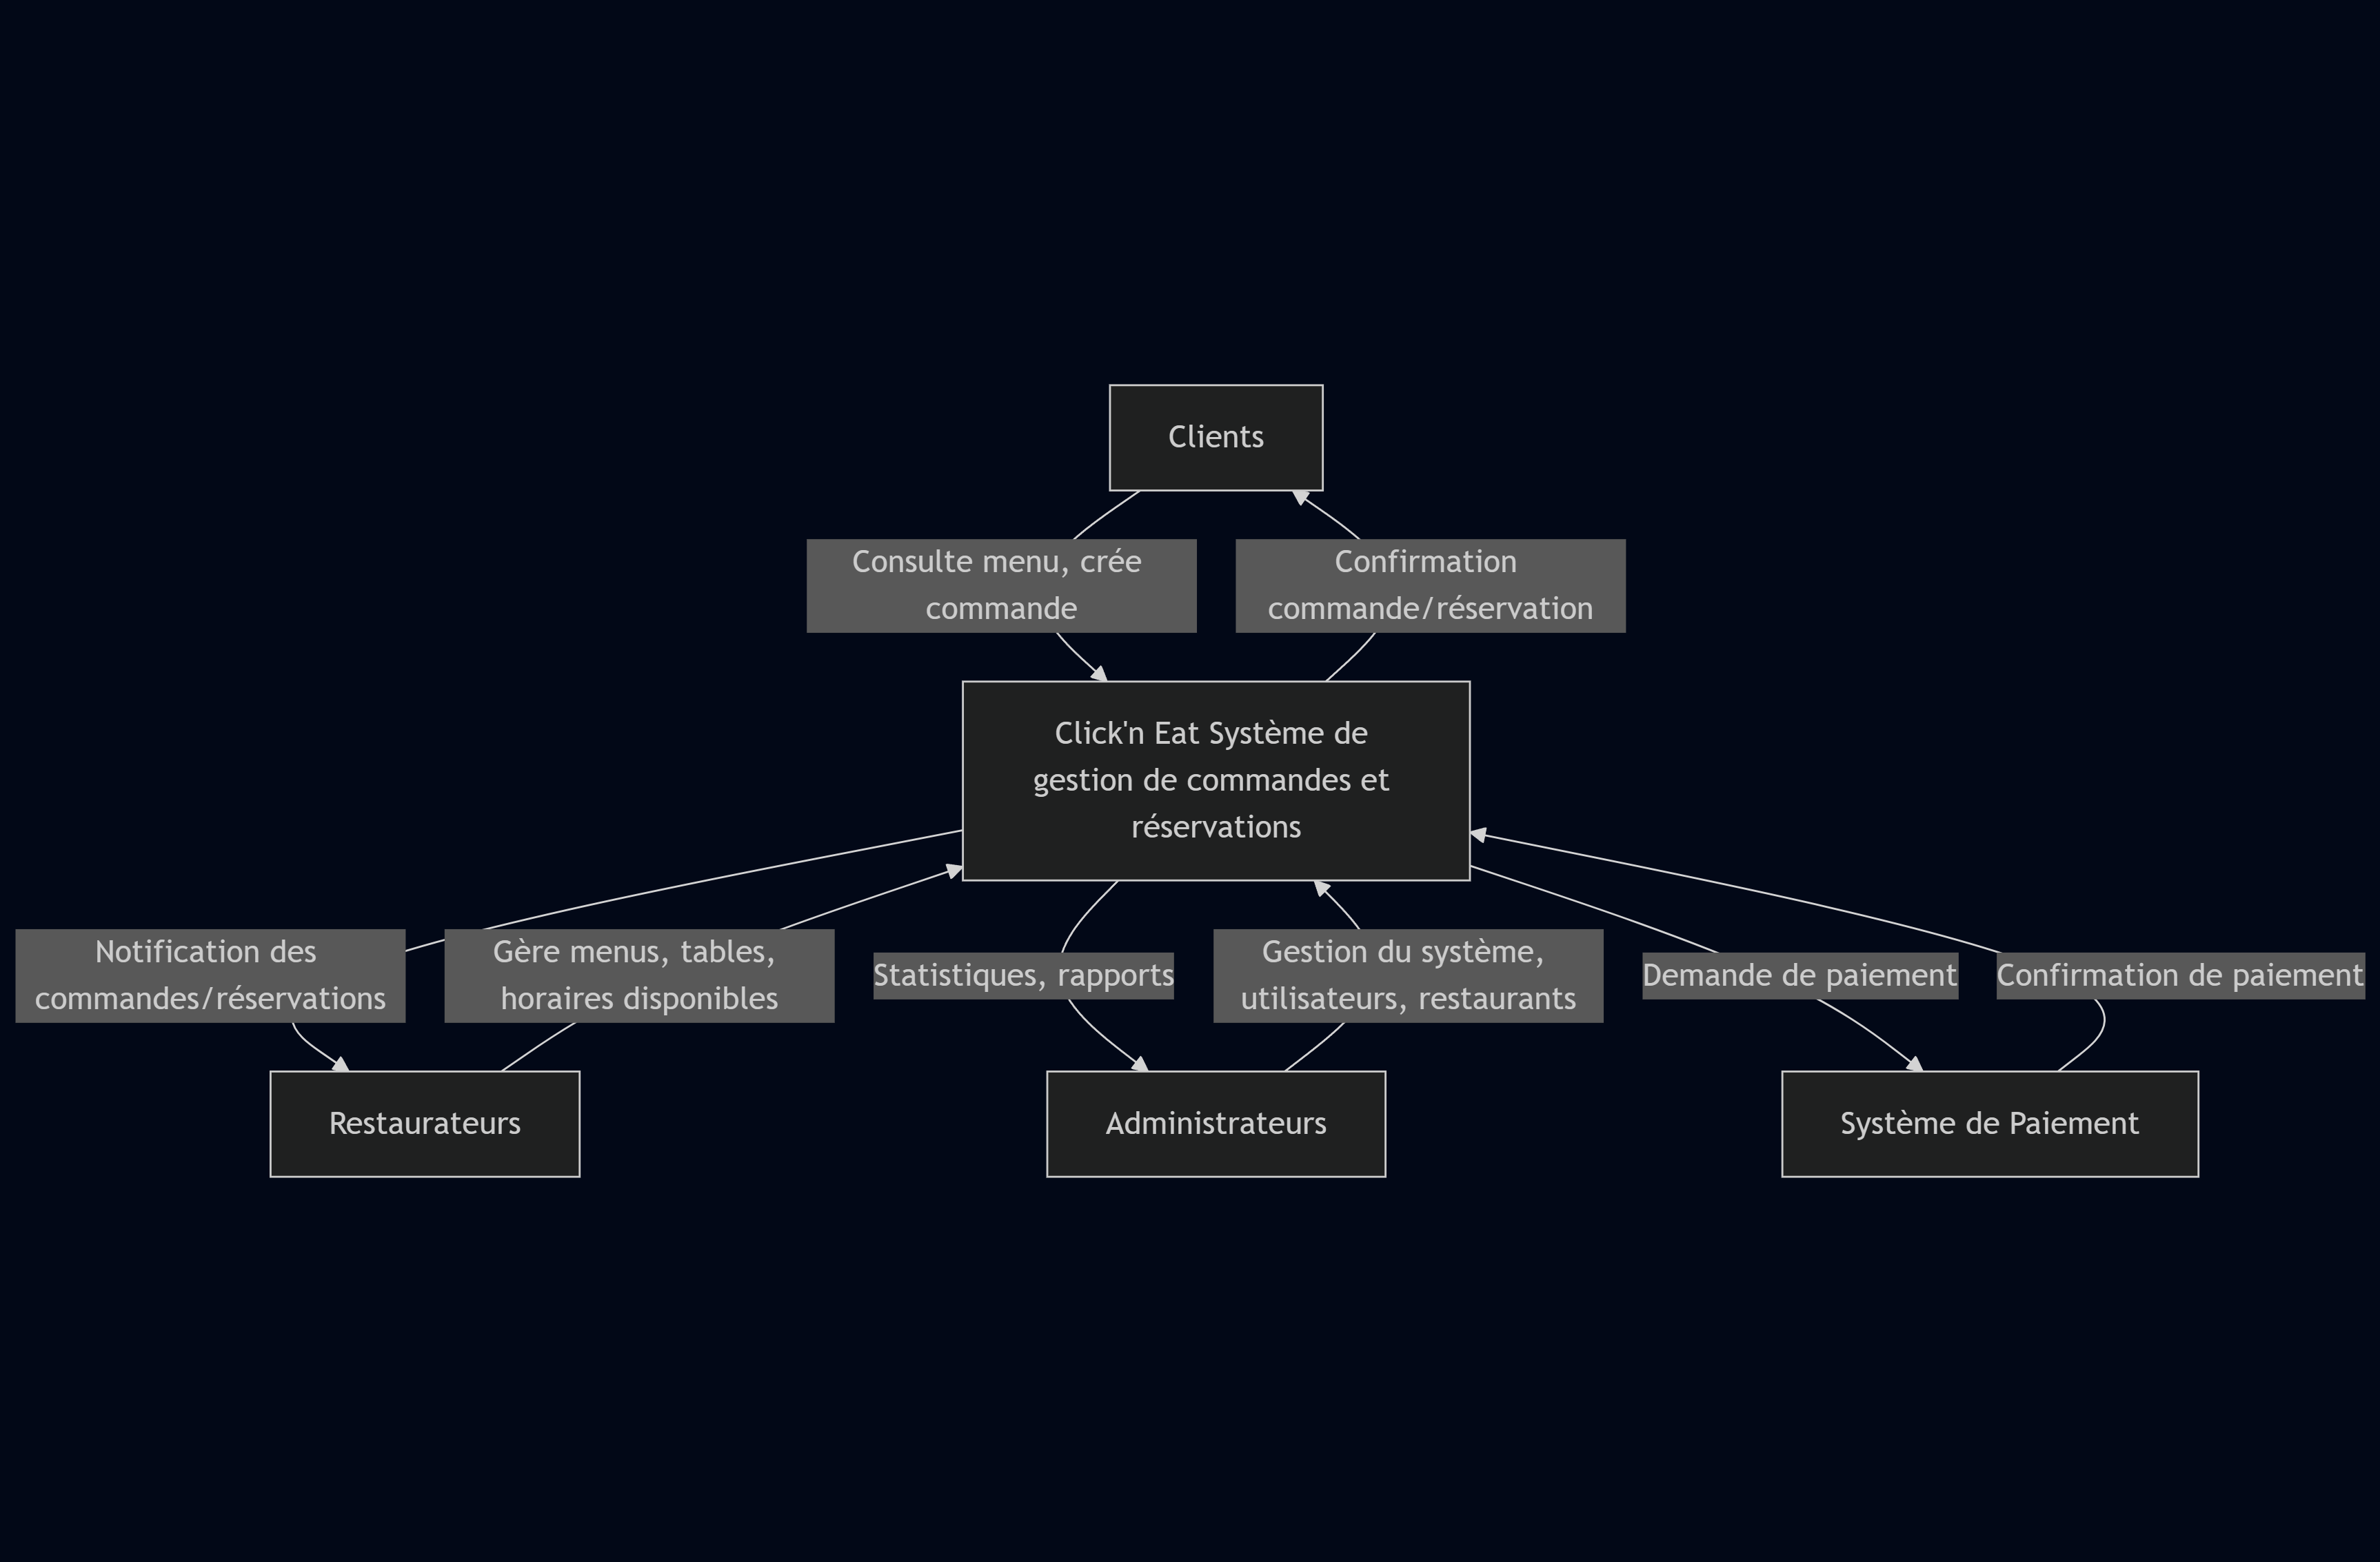 Clients
Consulte menu, crée
commande
Confirmation
commande/réservation
Click'n Eat Système de
gestion de commandes et
réservations
Notification des
commandes/réservations
Gère menus, tables,
horaires disponibles
Statistiques, rapports
Gestion du système,
utilisateurs, restaurants
Demande de paiement
Confirmation de paiement
Restaurateurs
Administrateurs
Système de Paiement